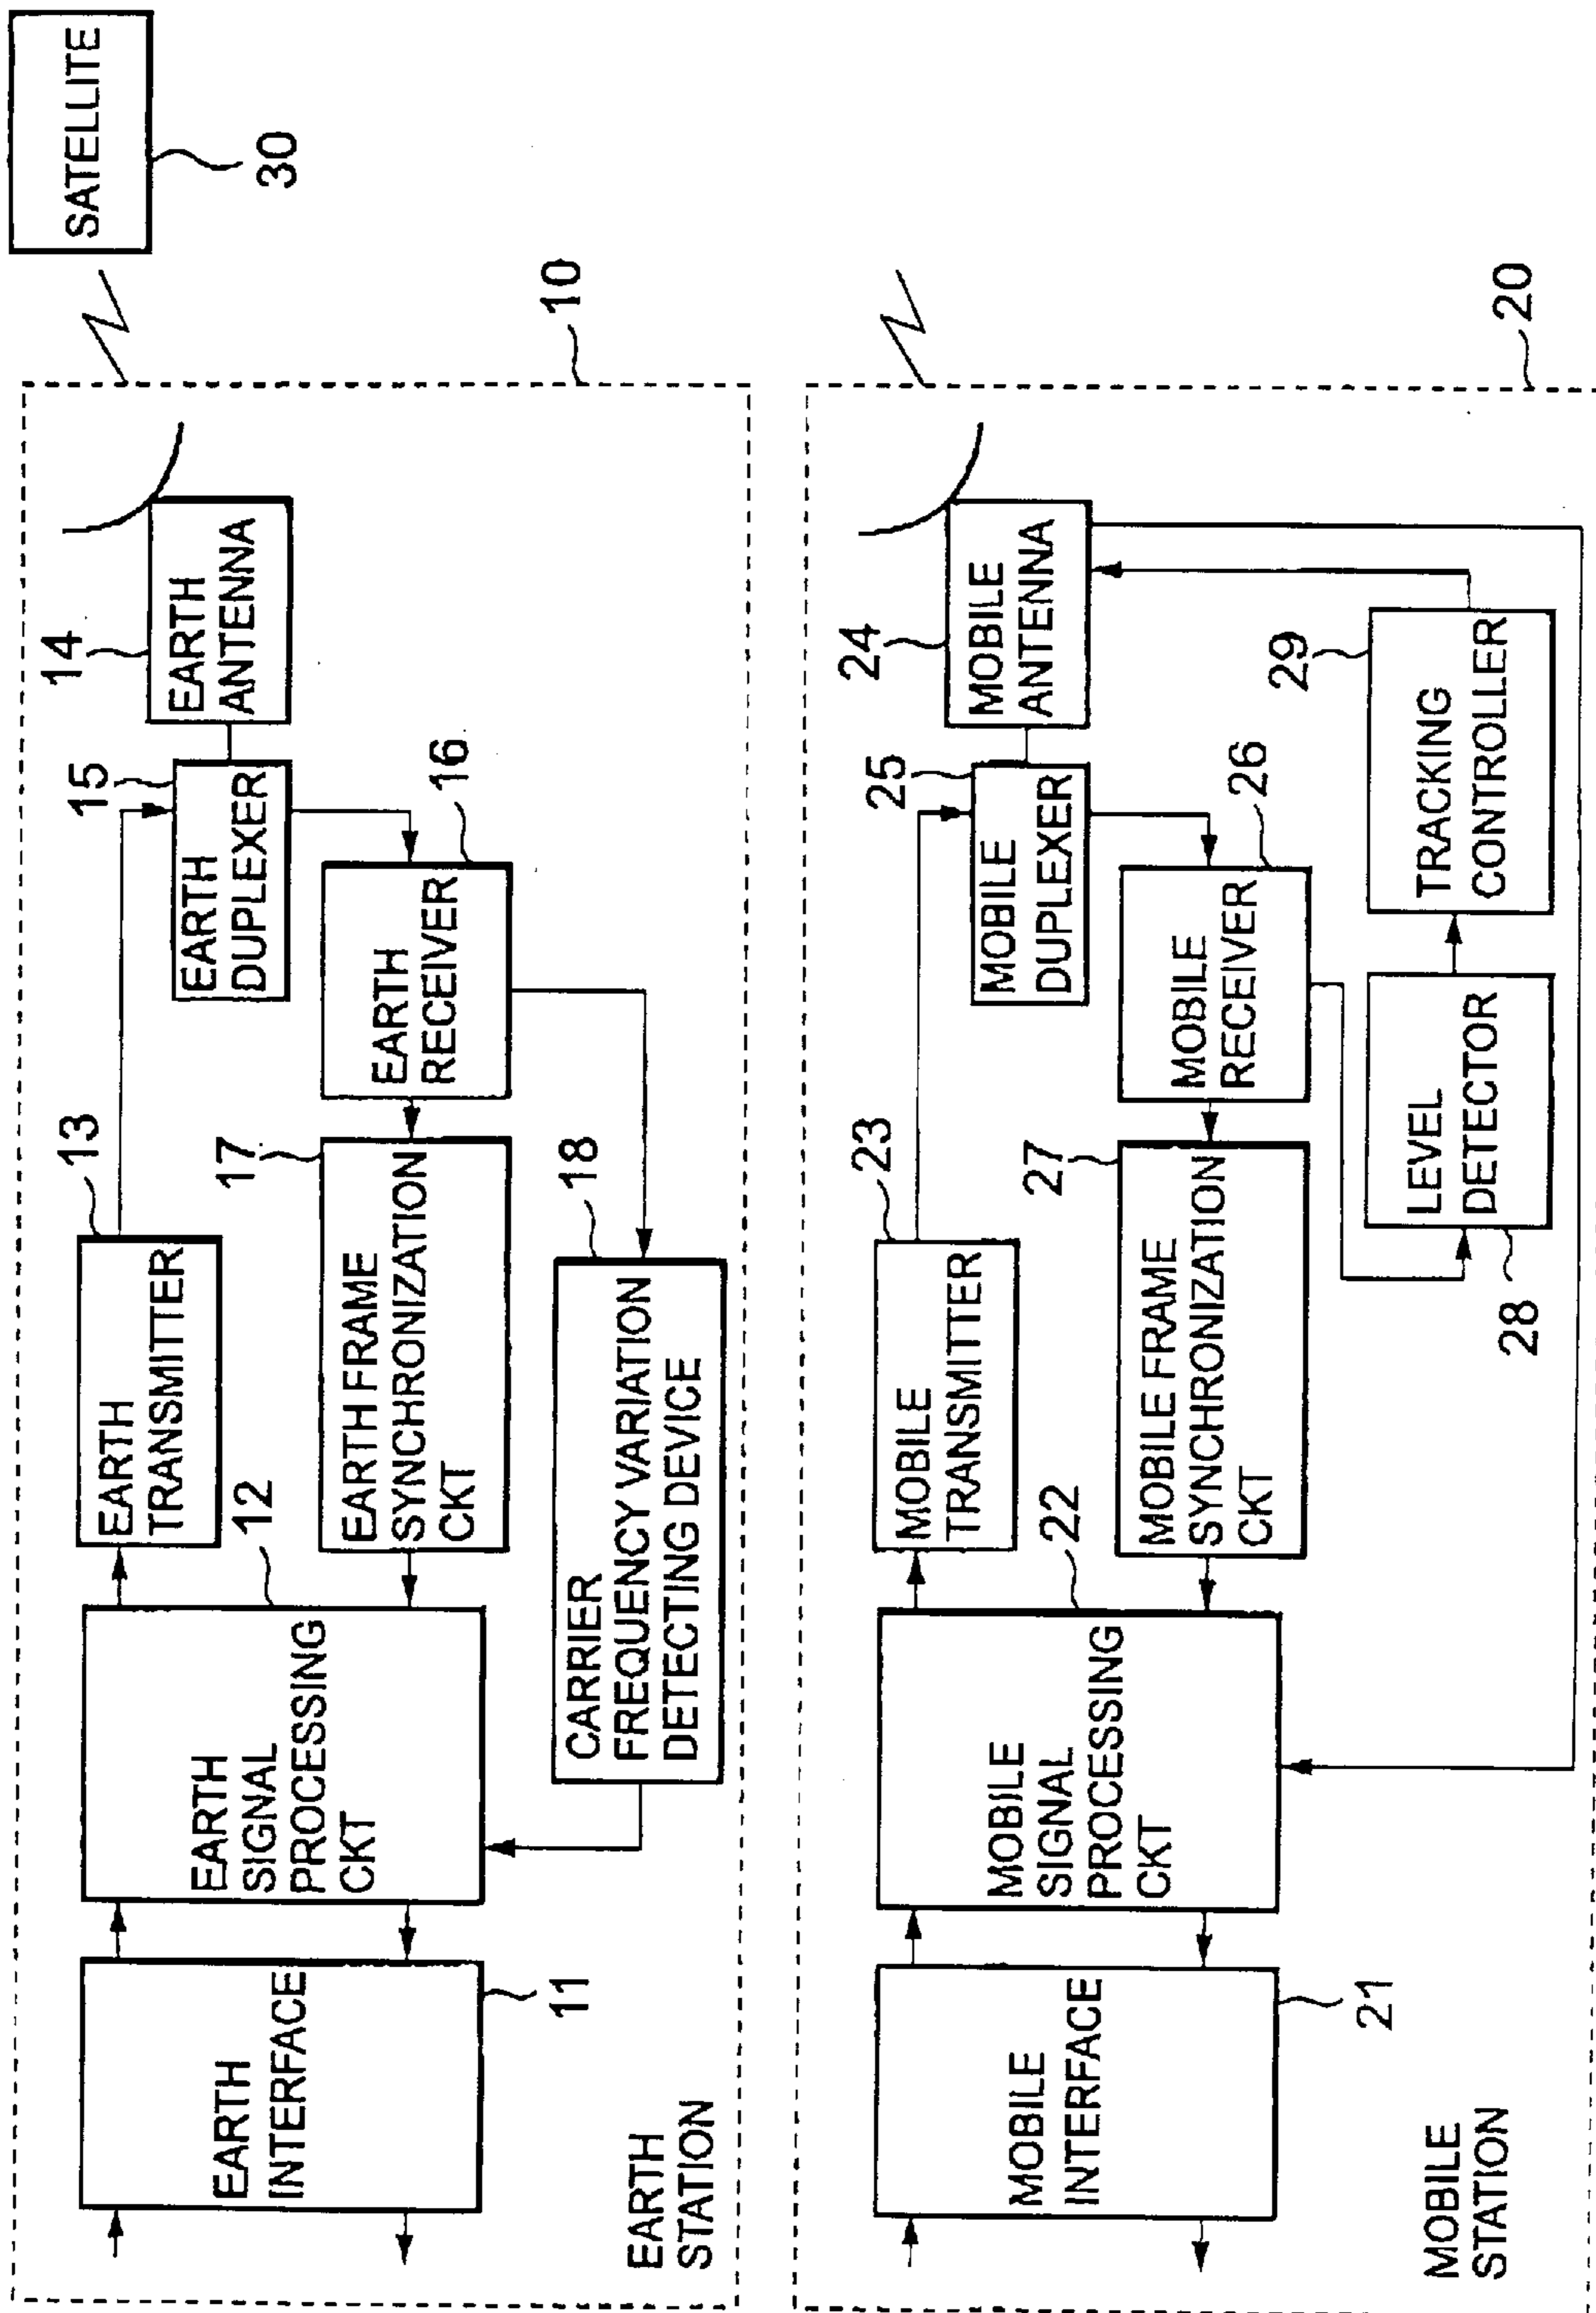 SATELLITE
30
10
EARTH
STATION
EARTH
INTERFACE
11
EARTH
SIGNAL
PROCESSING
CKT
12
EARTH
TRANSMITTER
13
EARTH
ANTENNA
14
EARTH
DUPLEXER
15
EARTH
RECEIVER
16
EARTH FRAME
SYNCHRONIZATION
CKT
17
CARRIER
FREQUENCY VARIATION
DETECTING DEVICE
18
20
MOBILE
STATION
MOBILE
INTERFACE
21
MOBILE
SIGNAL
PROCESSING
CKT
22
MOBILE
TRANSMITTER
23
MOBILE
ANTENNA
24
MOBILE
DUPLEXER
25
MOBILE
RECEIVER
26
MOBILE FRAME
SYNCHRONIZATION
CKT
27
LEVEL
DETECTOR
28
TRACKING
CONTROLLER
29